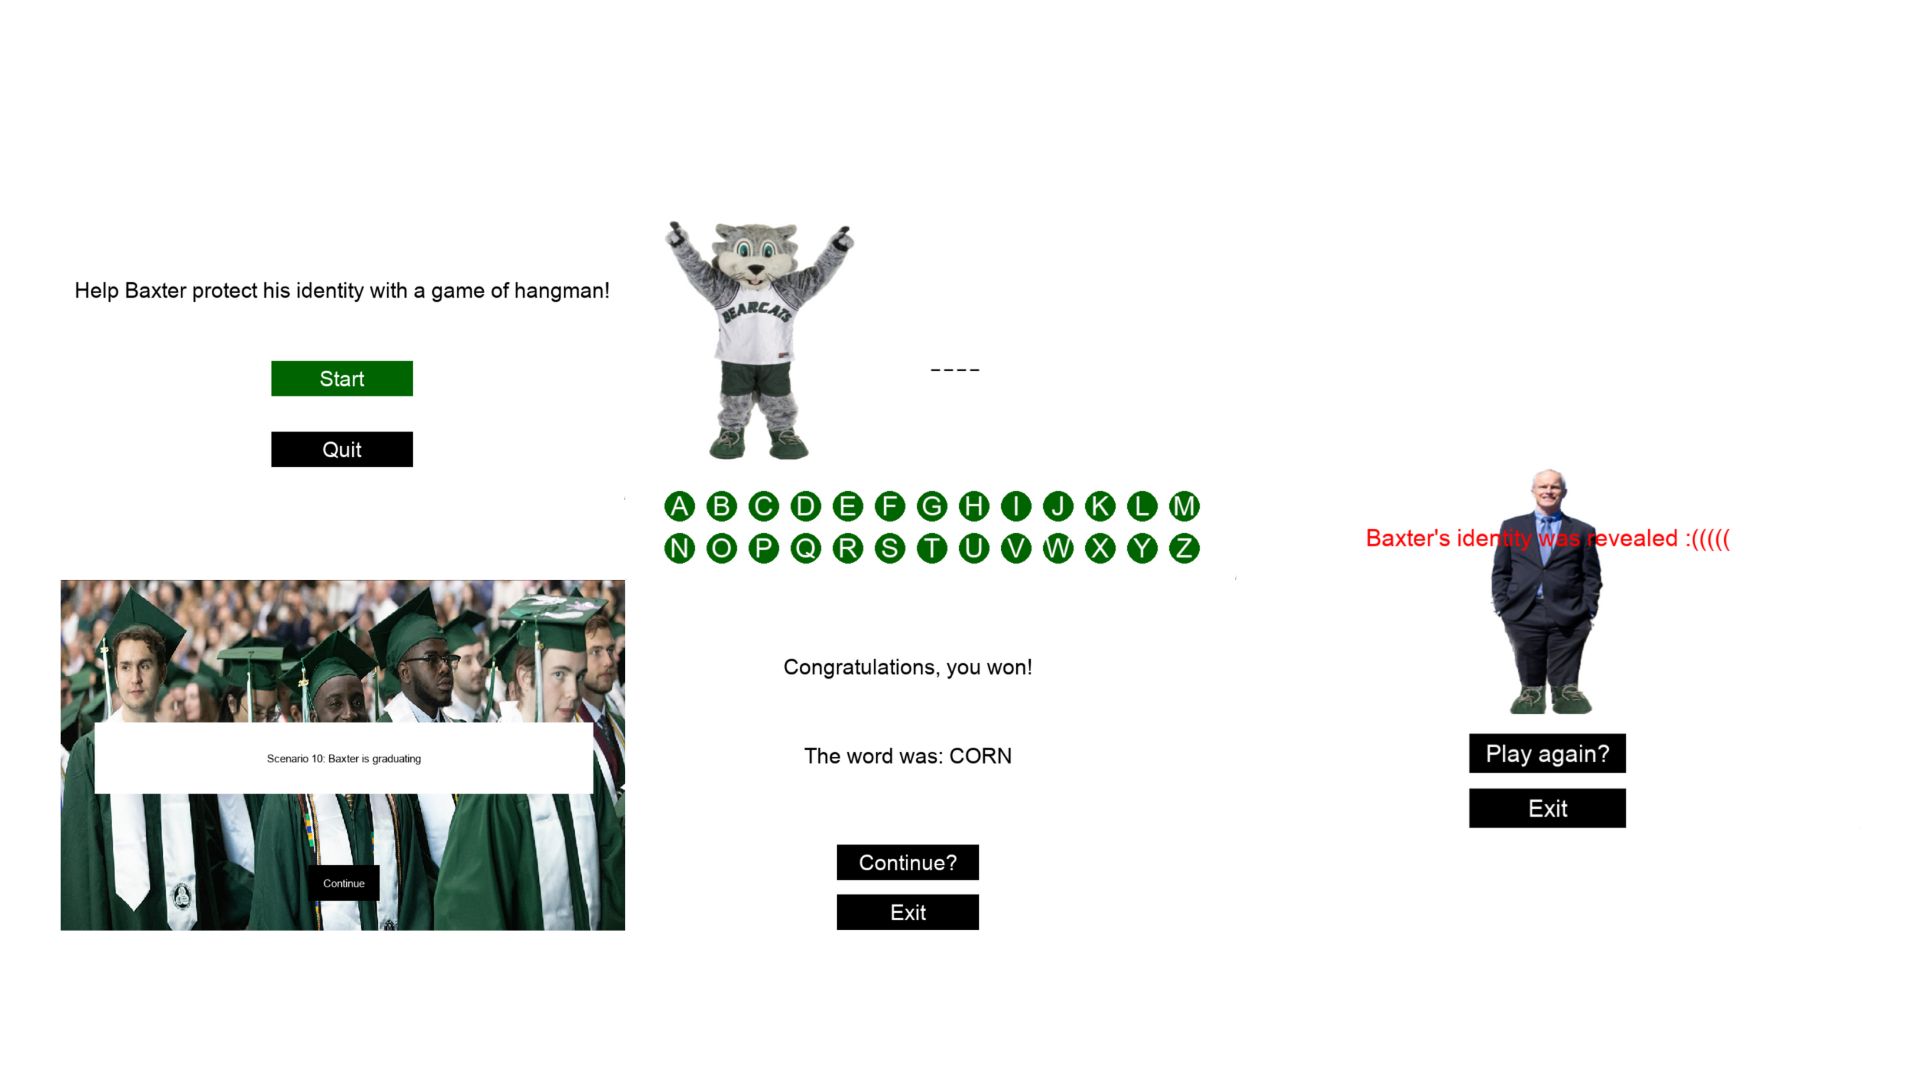 Help Baxter protect his identity with a game of hangman!
Start
Quit
BEARCATS
----
A B C D E F G H I J K L M
N O P Q R S T U V W X Y Z
Scenario 10: Baxter is graduating
Continue
Congratulations, you won!
The word was: CORN
Continue?
Exit
Baxter's identity was revealed :(((((
Play again?
Exit